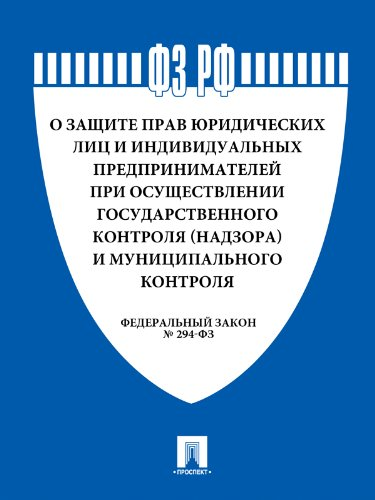 ФЗ РФ
О ЗАЩИТЕ ПРАВ ЮРИДИЧЕСКИХ
ЛИЦ И ИНДИВИДУАЛЬНЫХ
ПРЕДПРИНИМАТЕЛЕЙ
ПРИ ОСУЩЕСТВЛЕНИИ
ГОСУДАРСТВЕННОГО
КОНТРОЛЯ (НАДЗОРА)
И МУНИЦИПАЛЬНОГО
КОНТРОЛЯ
ФЕДЕРАЛЬНЫЙ ЗАКОН
№ 294-ФЗ
ПРОСПЕКТ